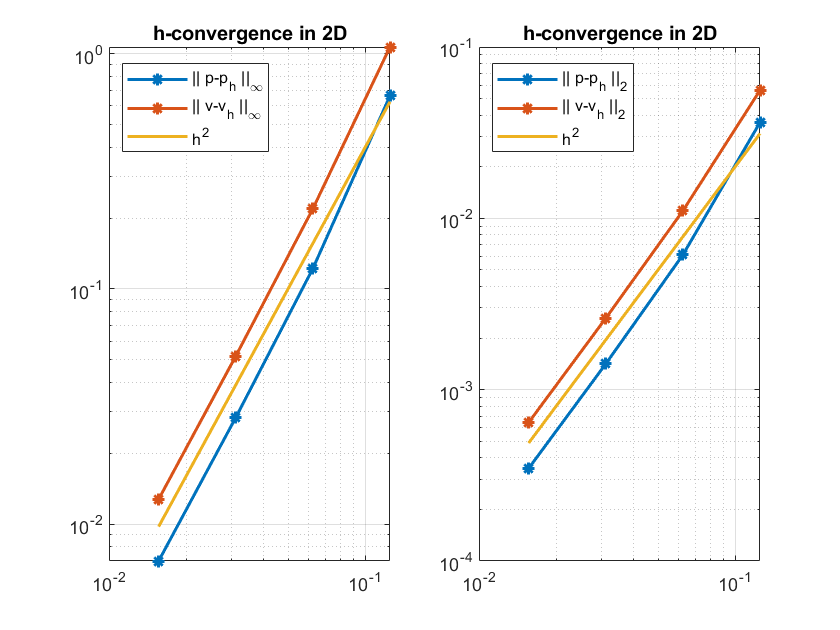 h-convergence in 2D
|| p-p_h ||_∞
|| v-v_h ||_∞
h^2
10^0
10^-1
10^-2
10^-2
10^-1
h-convergence in 2D
|| p-p_h ||_2
|| v-v_h ||_2
h^2
10^-1
10^-2
10^-3
10^-4
10^-2
10^-1